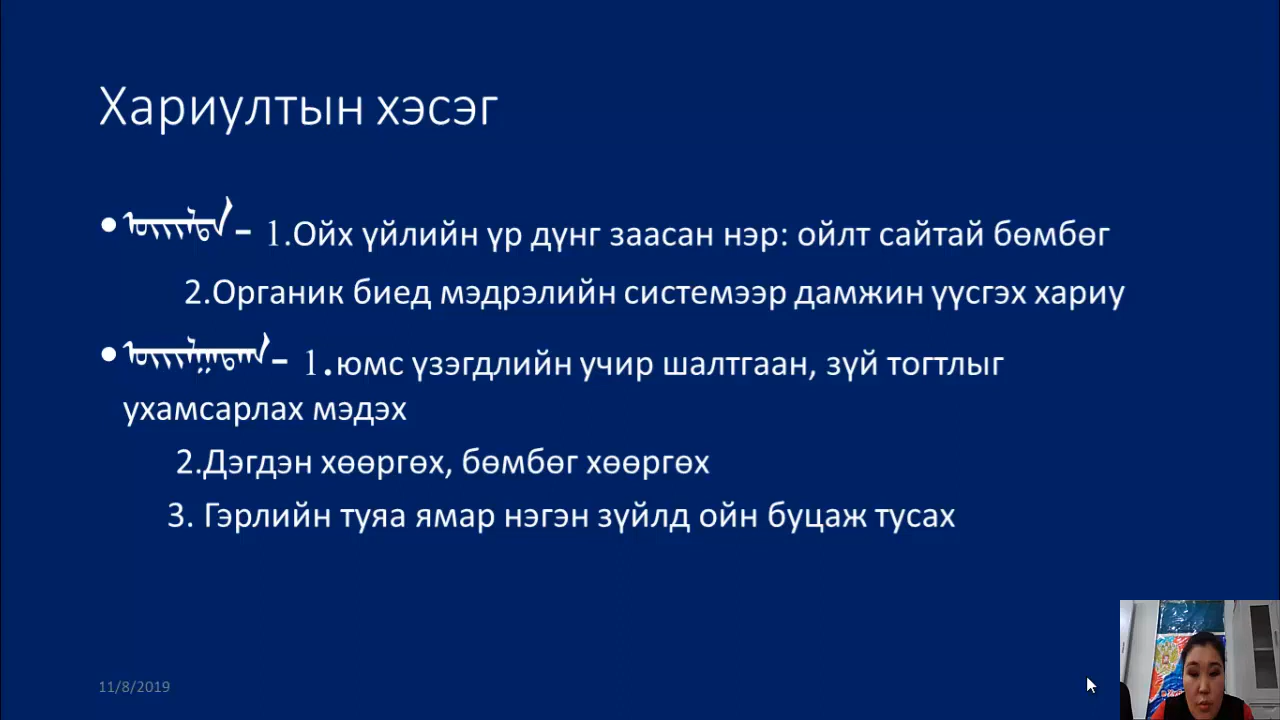 Хариултын хэсэг
• – 1.Ойх үйлийн үр дүнг заасан нэр: ойлт сайтай бөмбөг
2.Органик биед мэдрэлийн системээр дамжин үүсгэх хариу
• – 1.юмс үзэгдлийн учир шалтгаан, зүй тогтлыг
ухамсарлах мэдэх
2.Дэгдэн хөөргөх, бөмбөг хөөргөх
3. Гэрлийн туяа ямар нэгэн зүйлд ойн буцаж тусах
11/8/2019